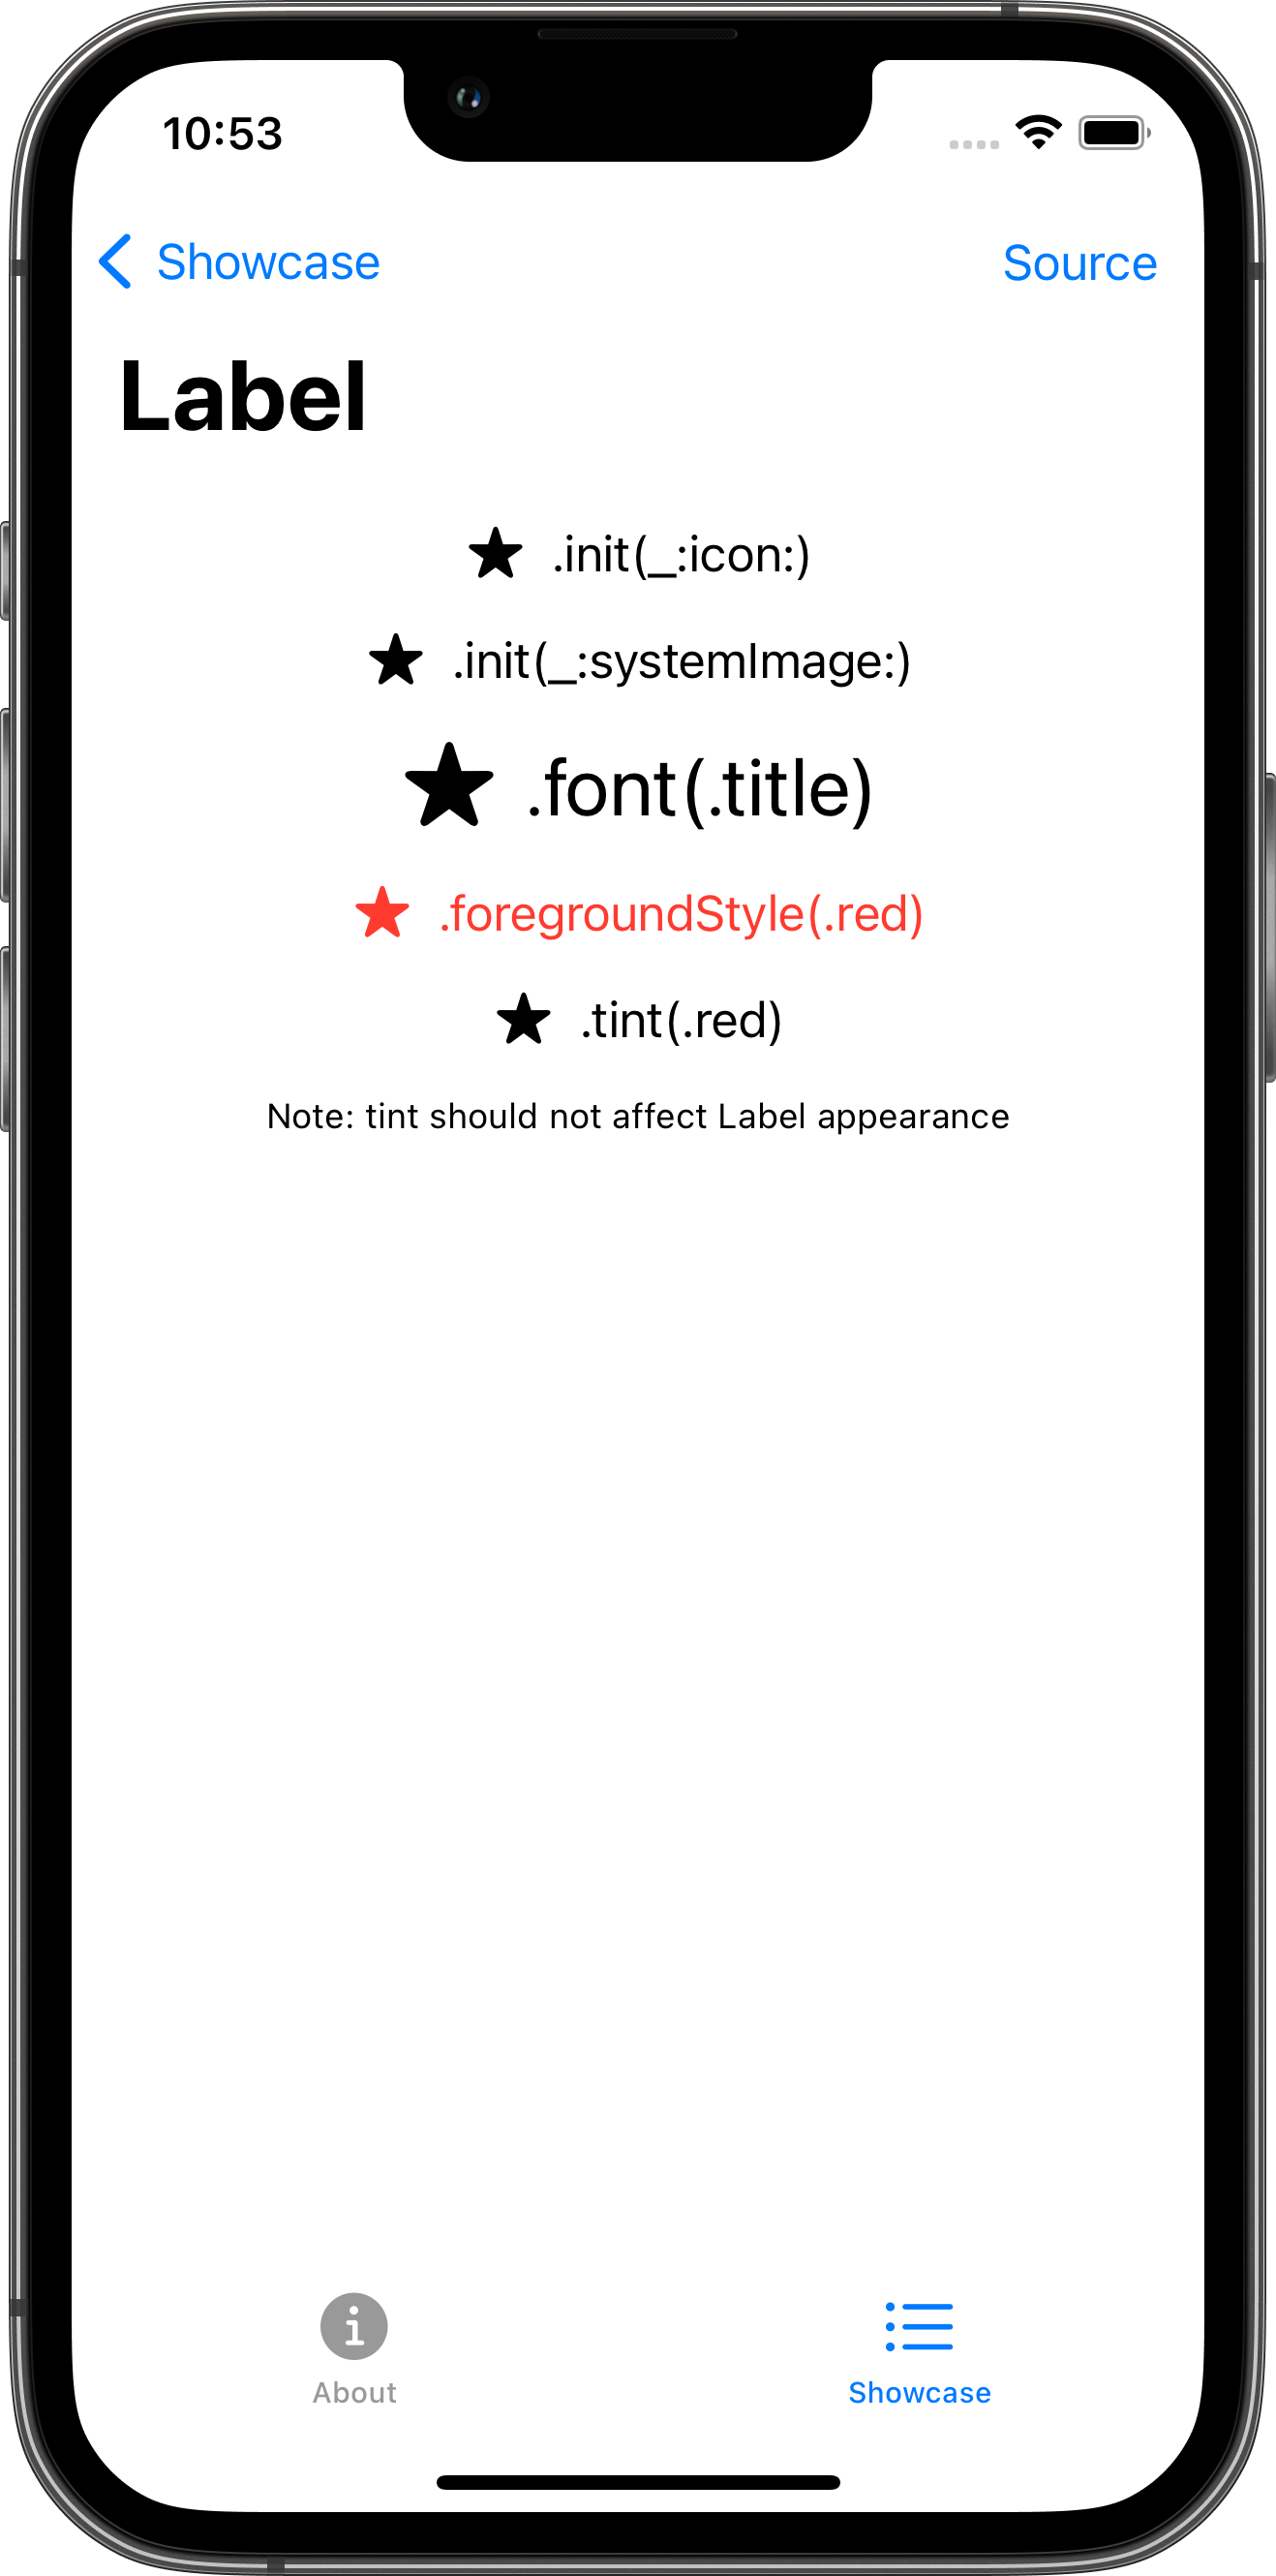 10:53
Showcase
Source
Label
.init(_:icon:)
.init(_:systemImage:)
.font(.title)
.foregroundStyle(.red)
.tint(.red)
Note: tint should not affect Label appearance
About
Showcase